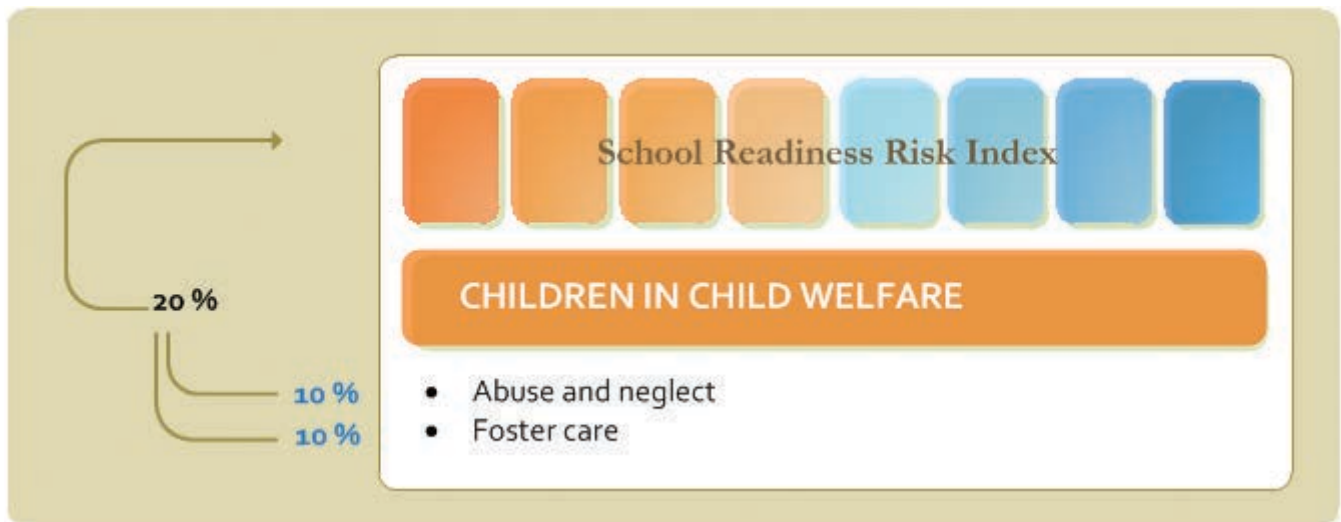 School Readiness Risk Index
20 %
CHILDREN IN CHILD WELFARE
10 %
• Abuse and neglect
10 %
• Foster care